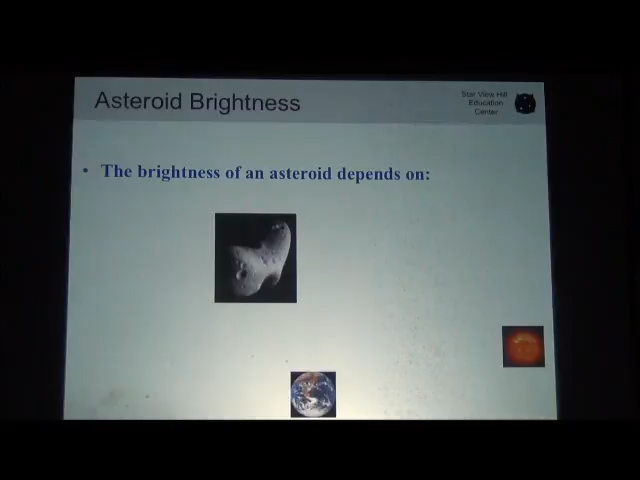 Asteroid Brightness
Star View Hill
Education
Center
• The brightness of an asteroid depends on: